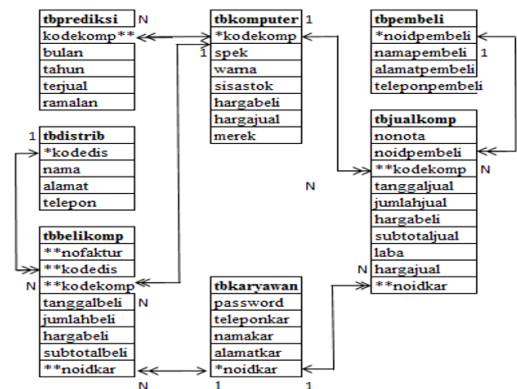 tbprediksi
N
kodekomp**
bulan
tahun
terjual
ramalan
tbkomputer
1
*kodekomp
1
spek
warna
sisastok
hargabeli
hargajual
merek
tbpembeli
*noidpembeli
namapembeli
1
alamatpembeli
teleponpembeli
1
tbdistrib
*kodedis
nama
alamat
telepon
tbjualkomp
nonota
noidpembeli
**kodekomp
N
tanggaljual
jumlahjual
hargabeli
subtotaljual
laba
N
hargajual
**noidkar
N
tbbelikomp
**nofaktur
**kodedis
N
**kodekomp
tanggalbeli
N
jumlahbeli
hargabeli
subtotalbeli
**noidkar
N
tbkaryawan
password
teleponkar
namakar
alamatkar
*noidkar
1
1